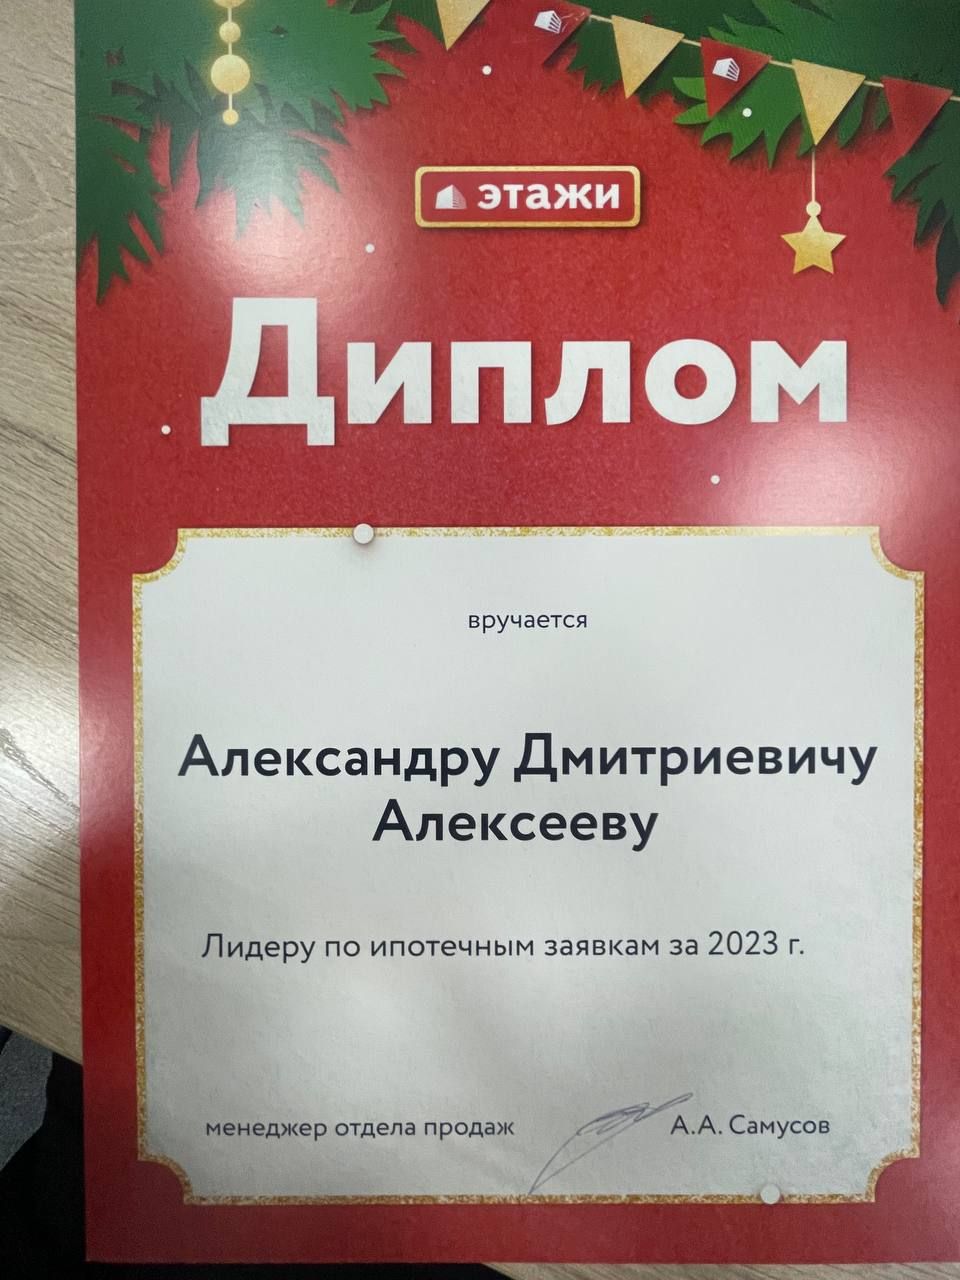 этажи
Диплом
вручается
Александру Дмитриевичу
Алексееву
Лидеру по ипотечным заявкам за 2023 г.
менеджер отдела продаж А.А. Самусов